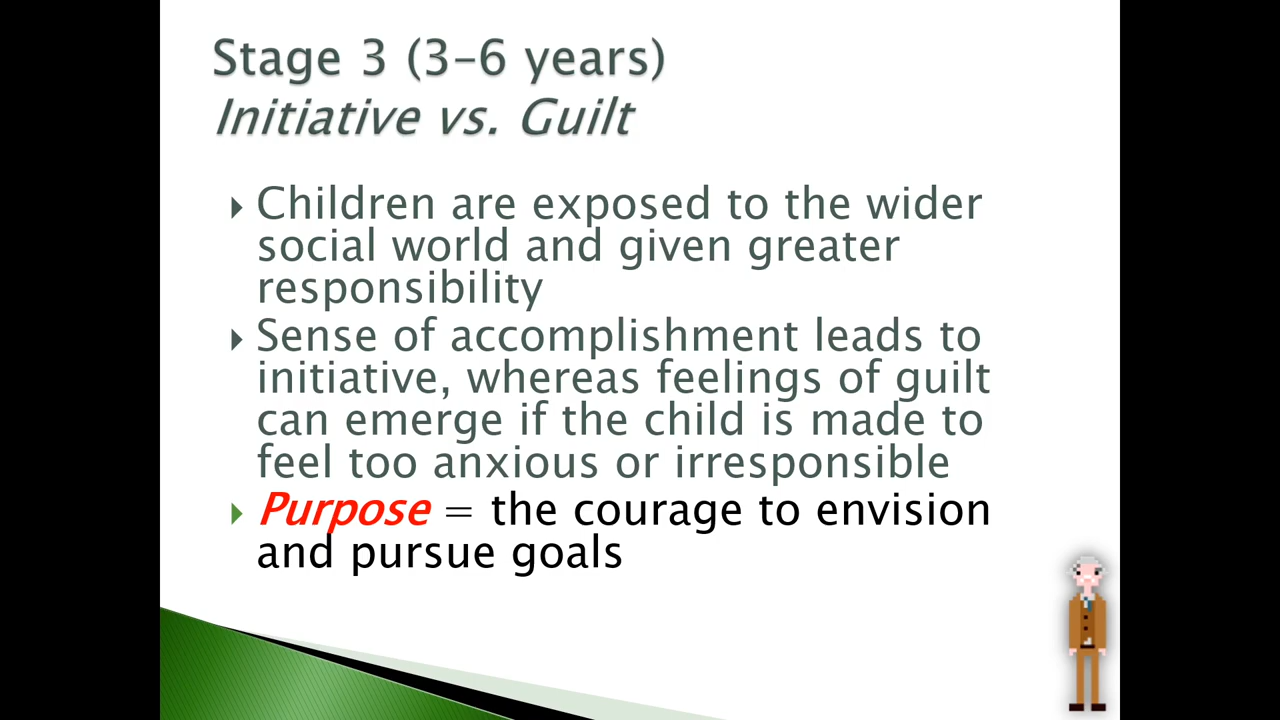 Stage 3 (3–6 years)
Initiative vs. Guilt
Children are exposed to the wider
social world and given greater
responsibility
Sense of accomplishment leads to
initiative, whereas feelings of guilt
can emerge if the child is made to
feel too anxious or irresponsible
Purpose = the courage to envision
and pursue goals